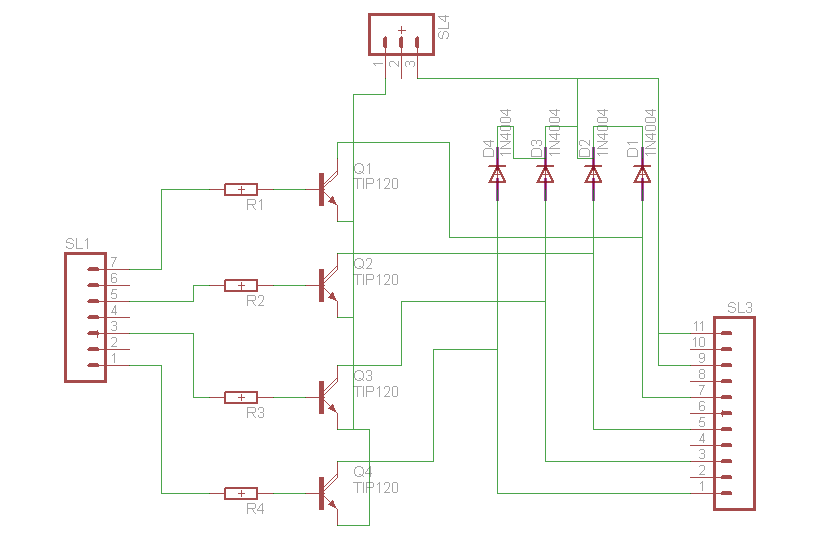 SL4
1
2
3
D4
1N4004
D3
1N4004
D2
1N4004
D1
1N4004
Q1
TIP120
R1
SL1
7
6
5
4
3
2
1
Q2
TIP120
R2
SL3
11
10
9
8
7
6
5
4
3
2
1
Q3
TIP120
R3
Q4
TIP120
R4